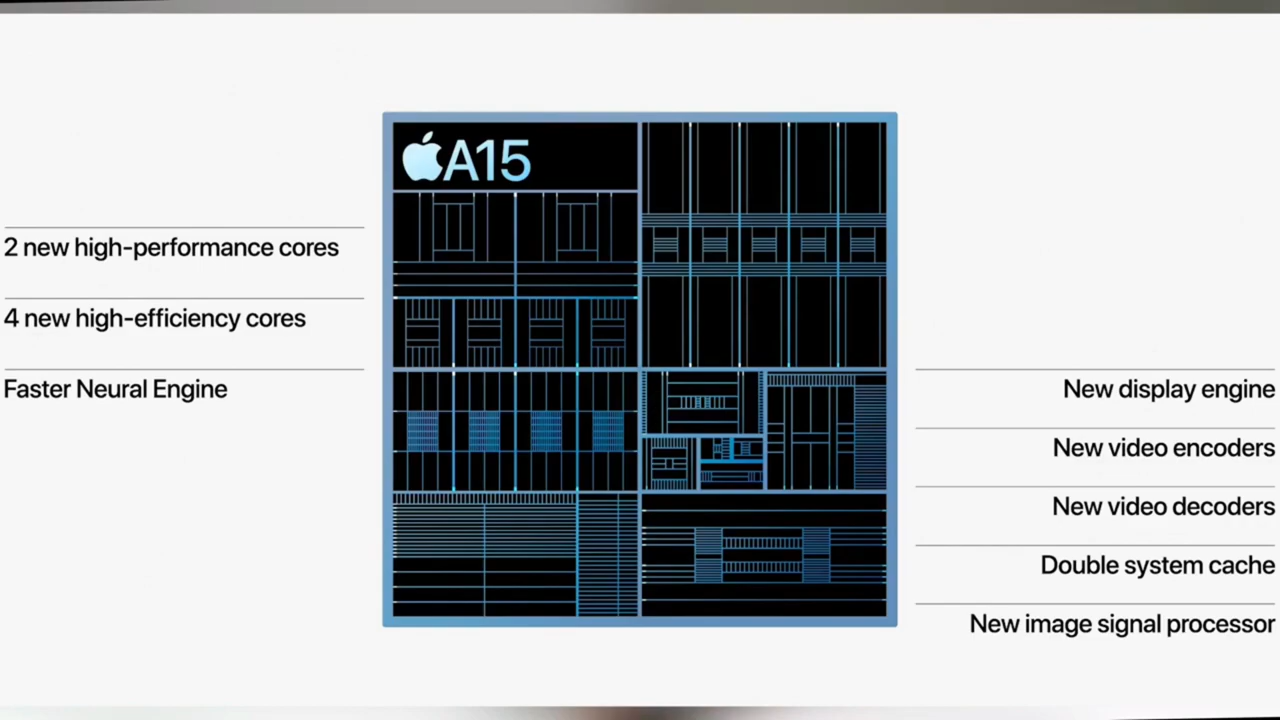 A15
2 new high-performance cores
4 new high-efficiency cores
Faster Neural Engine
New display engine
New video encoders
New video decoders
Double system cache
New image signal processor